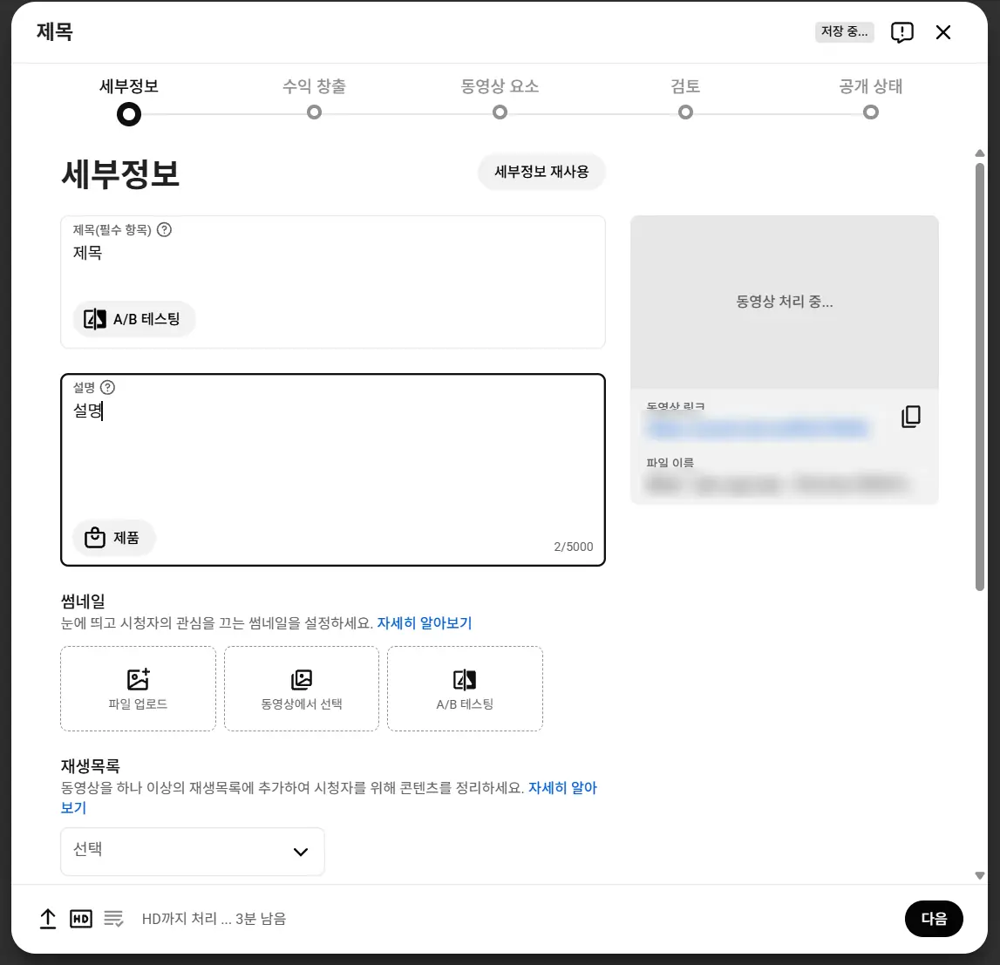 제목
저장 중...
세부정보
수익 창출
동영상 요소
검토
공개 상태
세부정보
세부정보 재사용
제목(필수 항목)
제목
A/B 테스팅
설명
설명
제품
2/5000
동영상 처리 중...
동영상 링크
파일 이름
썸네일
눈에 띄고 시청자의 관심을 끄는 썸네일을 설정하세요. 자세히 알아보기
파일 업로드
동영상에서 선택
A/B 테스팅
재생목록
동영상을 하나 이상의 재생목록에 추가하여 시청자를 위해 콘텐츠를 정리하세요. 자세히 알아
보기
선택
HD
HD까지 처리 ... 3분 남음
다음